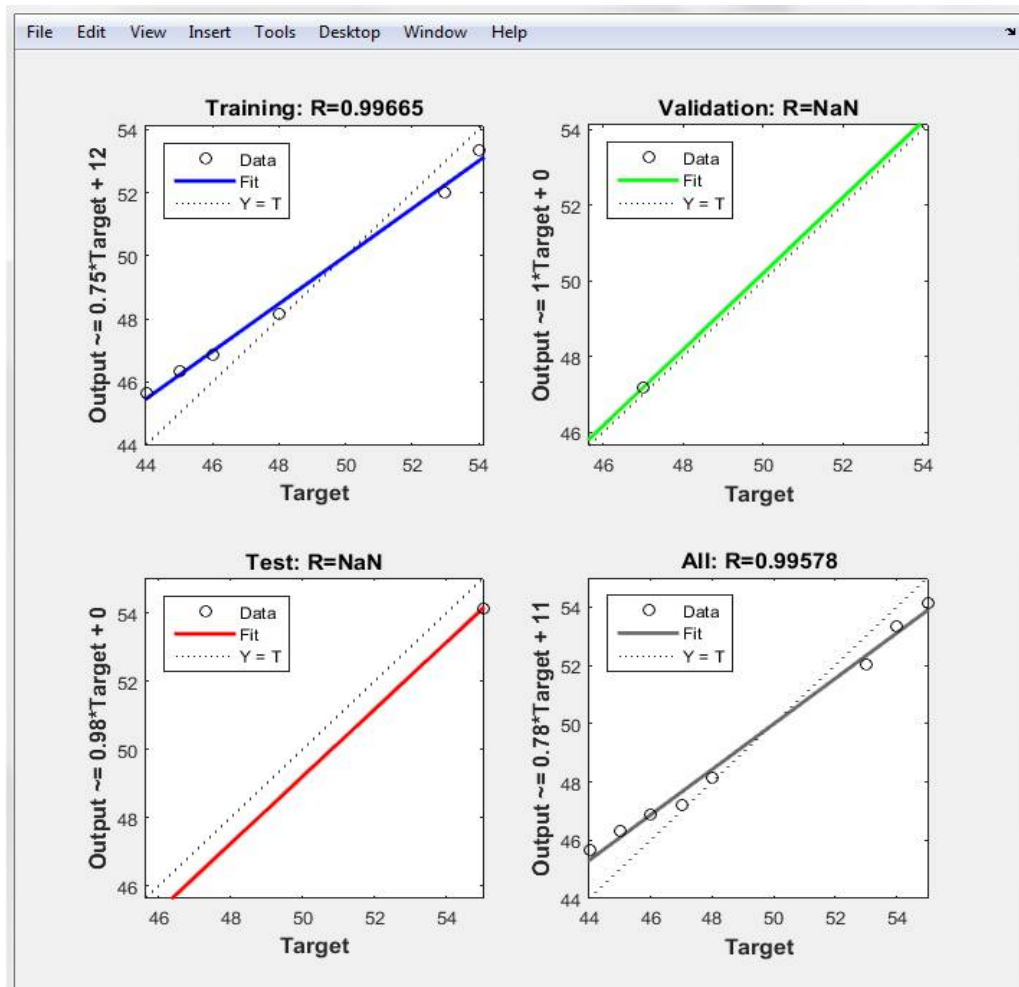 File Edit View Insert Tools Desktop Window Help
Training: R=0.99665
Output ~= 0.75*Target + 12
54
52
50
48
46
44
Data
Fit
Y = T
44 46 48 50 52 54
Target
Validation: R=NaN
Output ~= 1*Target + 0
54
52
50
48
46
Data
Fit
Y = T
46 48 50 52 54
Target
Test: R=NaN
Output ~= 0.98*Target + 0
54
52
50
48
46
Data
Fit
Y = T
46 48 50 52 54
Target
All: R=0.99578
Output ~= 0.78*Target + 11
54
52
50
48
46
44
Data
Fit
Y = T
44 46 48 50 52 54
Target